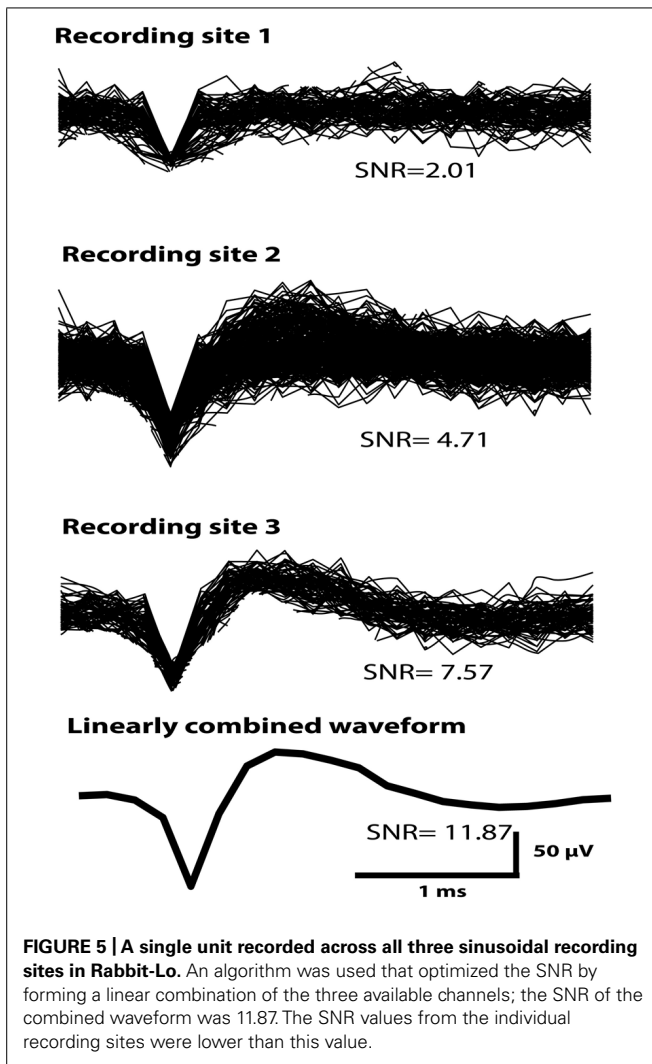 Recording site 1
SNR=2.01
Recording site 2
SNR= 4.71
Recording site 3
SNR= 7.57
Linearly combined waveform
SNR= 11.87
50 µV
1 ms
FIGURE 5 | A single unit recorded across all three sinusoidal recording
sites in Rabbit-Lo. An algorithm was used that optimized the SNR by
forming a linear combination of the three available channels; the SNR of the
combined waveform was 11.87. The SNR values from the individual
recording sites were lower than this value.